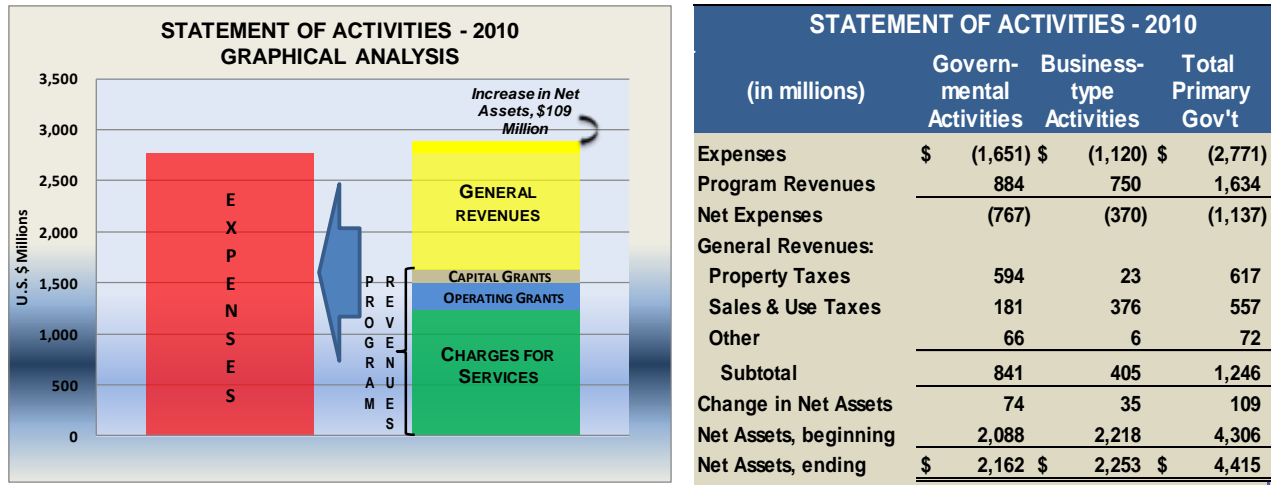 STATEMENT OF ACTIVITIES - 2010
GRAPHICAL ANALYSIS
3,500
3,000
2,500
2,000
1,500
1,000
500
0
U.S. $ Millions
EXPENSES
PROGRAM
REVENUES
Increase in Net
Assets, $109
Million
GENERAL
REVENUES
CAPITAL GRANTS
OPERATING GRANTS
CHARGES FOR
SERVICES
STATEMENT OF ACTIVITIES - 2010
(in millions)
Govern-
mental
Activities
Business-
type
Activities
Total
Primary
Gov't
Expenses $ (1,651) $ (1,120) $ (2,771)
Program Revenues 884 750 1,634
Net Expenses (767) (370) (1,137)
General Revenues:
Property Taxes 594 23 617
Sales & Use Taxes 181 376 557
Other 66 6 72
Subtotal 841 405 1,246
Change in Net Assets 74 35 109
Net Assets, beginning 2,088 2,218 4,306
Net Assets, ending $ 2,162 $ 2,253 $ 4,415